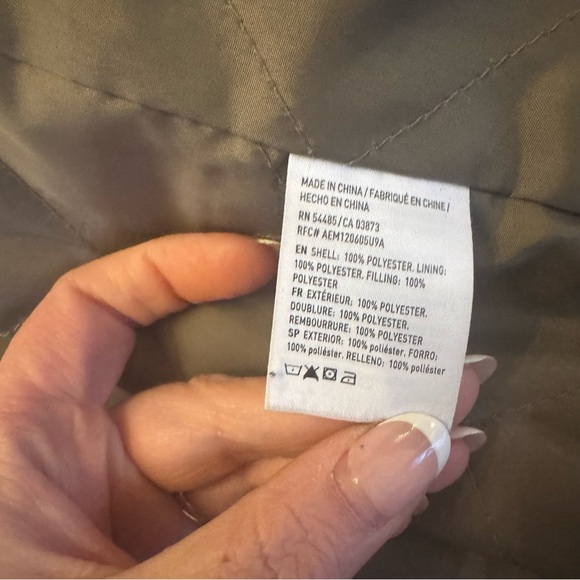 MADE IN CHINA / FABRIQUÉ EN CHINE /
HECHO EN CHINA
RN 54485/CA 03873
RFC# AEM120605U9A
EN SHELL: 100% POLYESTER. LINING:
100% POLYESTER. FILLING: 100%
POLYESTER
FR EXTÉRIEUR: 100% POLYESTER.
DOUBLURE: 100% POLYESTER.
REMBOURRURE: 100% POLYESTER
SP EXTERIOR: 100% poliéster. FORRO:
100% poliéster. RELLENO: 100% poliéster